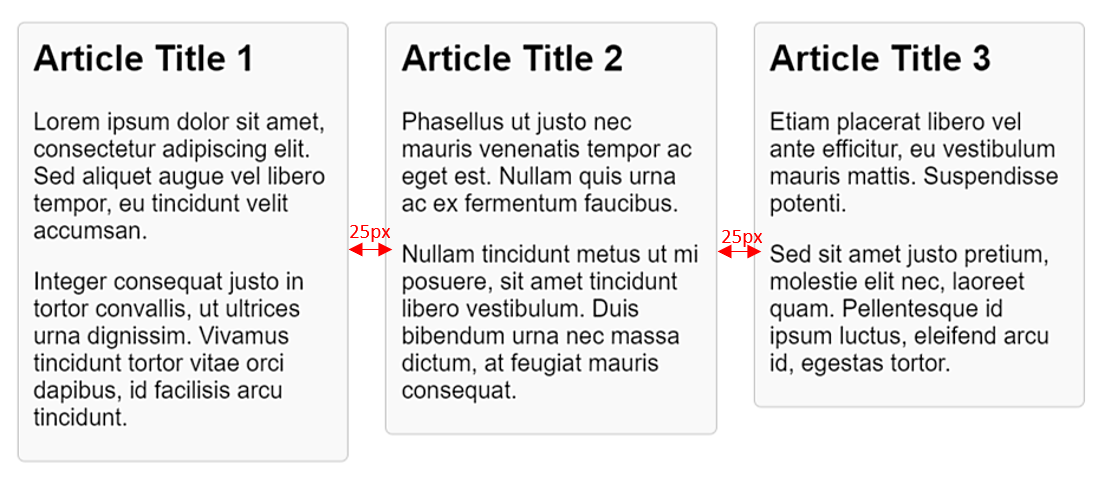 Article Title 1
Lorem ipsum dolor sit amet,
consectetur adipiscing elit.
Sed aliquet augue vel libero
tempor, eu tincidunt velit
accumsan.
Integer consequat justo in
tortor convallis, ut ultrices
urna dignissim. Vivamus
tincidunt tortor vitae orci
dapibus, id facilisis arcu
tincidunt.
25px
Article Title 2
Phasellus ut justo nec
mauris venenatis tempor ac
eget est. Nullam quis urna
ac ex fermentum faucibus.
Nullam tincidunt metus ut mi
posuere, sit amet tincidunt
libero vestibulum. Duis
bibendum urna nec massa
dictum, at feugiat mauris
consequat.
25px
Article Title 3
Etiam placerat libero vel
ante efficitur, eu vestibulum
mauris mattis. Suspendisse
potenti.
Sed sit amet justo pretium,
molestie elit nec, laoreet
quam. Pellentesque id
ipsum luctus, eleifend arcu
id, egestas tortor.